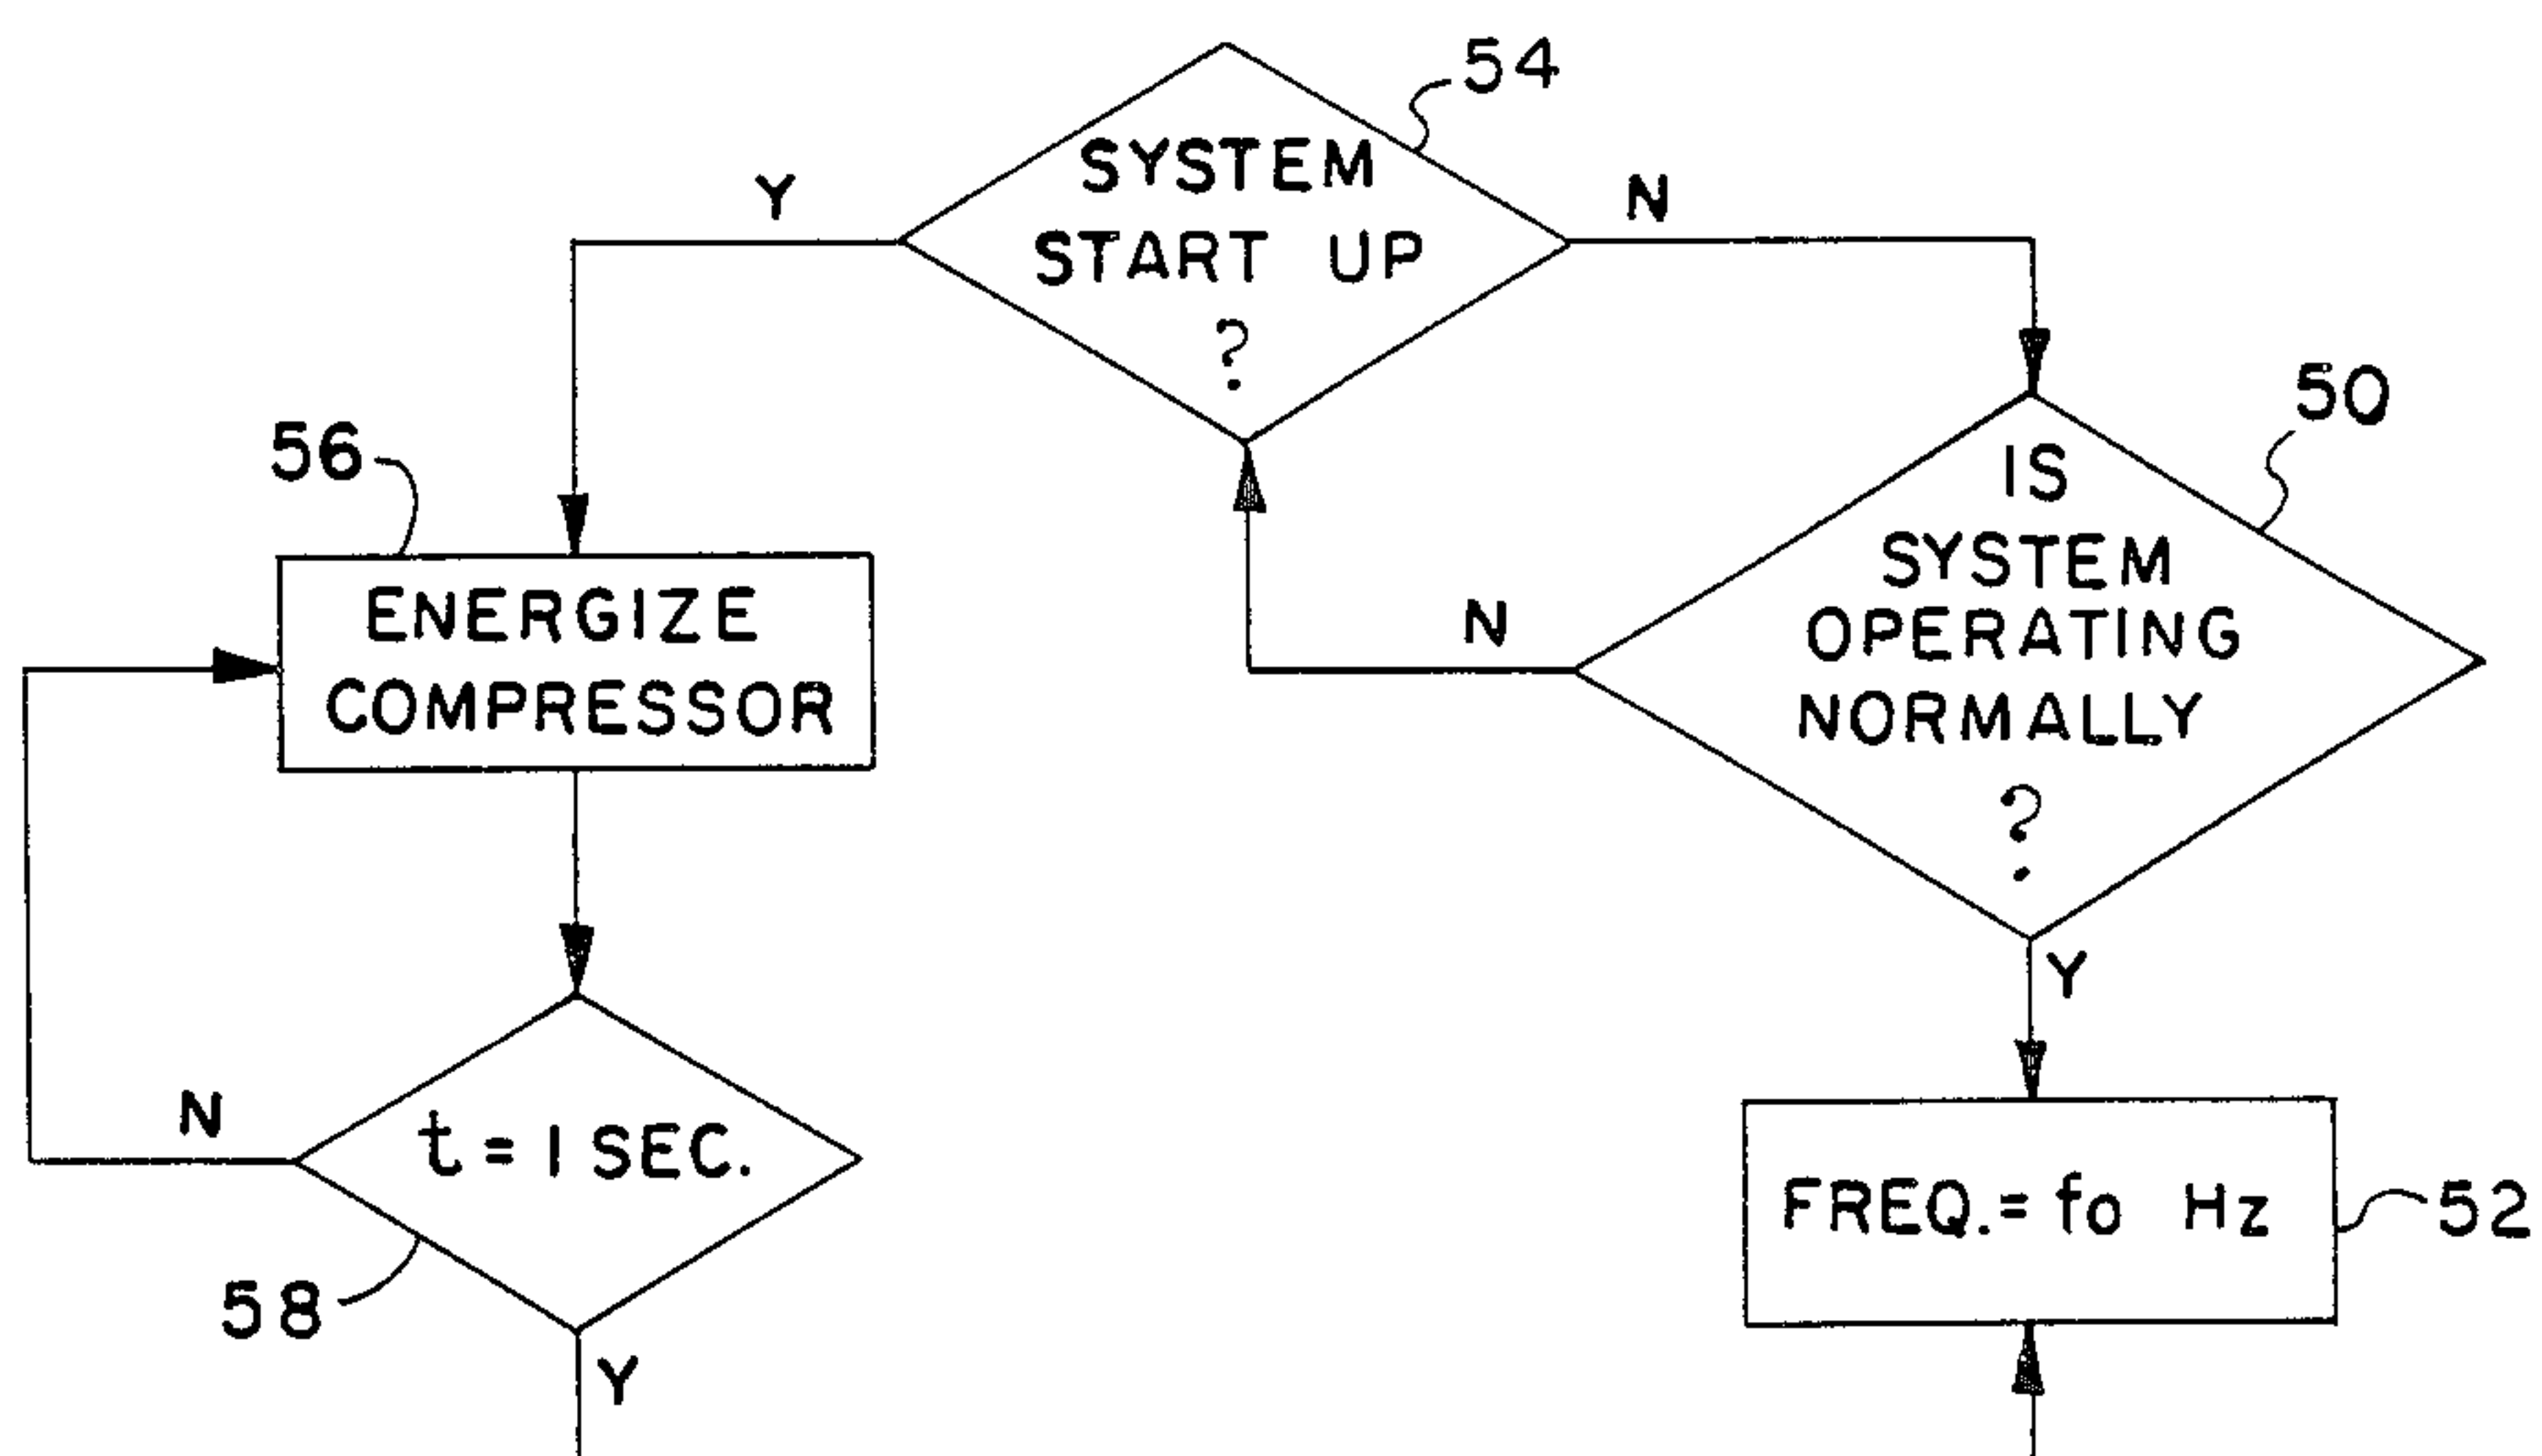 54
SYSTEM
START UP
?
Y
N
50
IS
SYSTEM
OPERATING
NORMALLY
?
N
Y
56
ENERGIZE
COMPRESSOR
N
t = 1 SEC.
58
Y
FREQ. = fo Hz
52